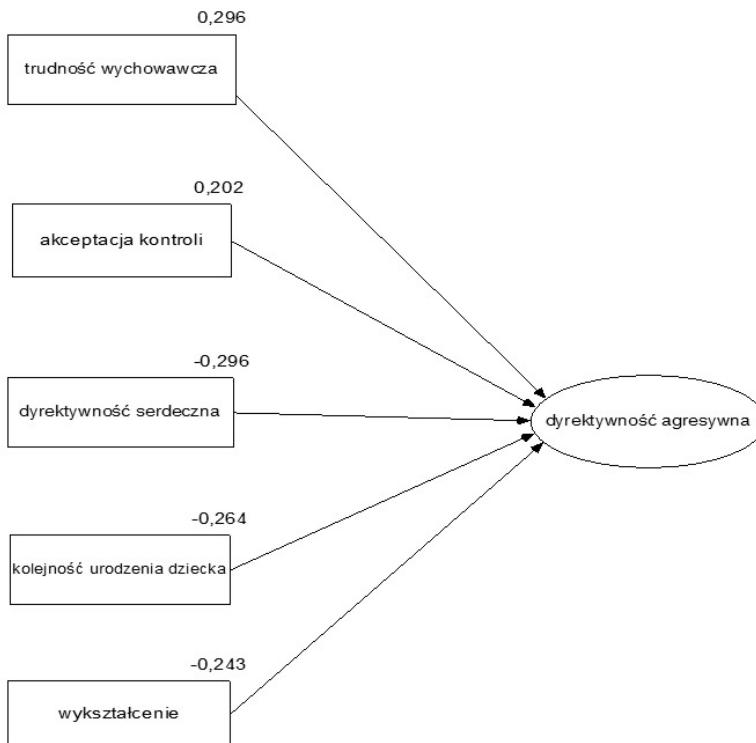 0,296
trudność wychowawcza
0,202
akceptacja kontroli
-0,296
dyrektywność serdeczna
dyrektywność agresywna
-0,264
kolejność urodzenia dziecka
-0,243
wykształcenie